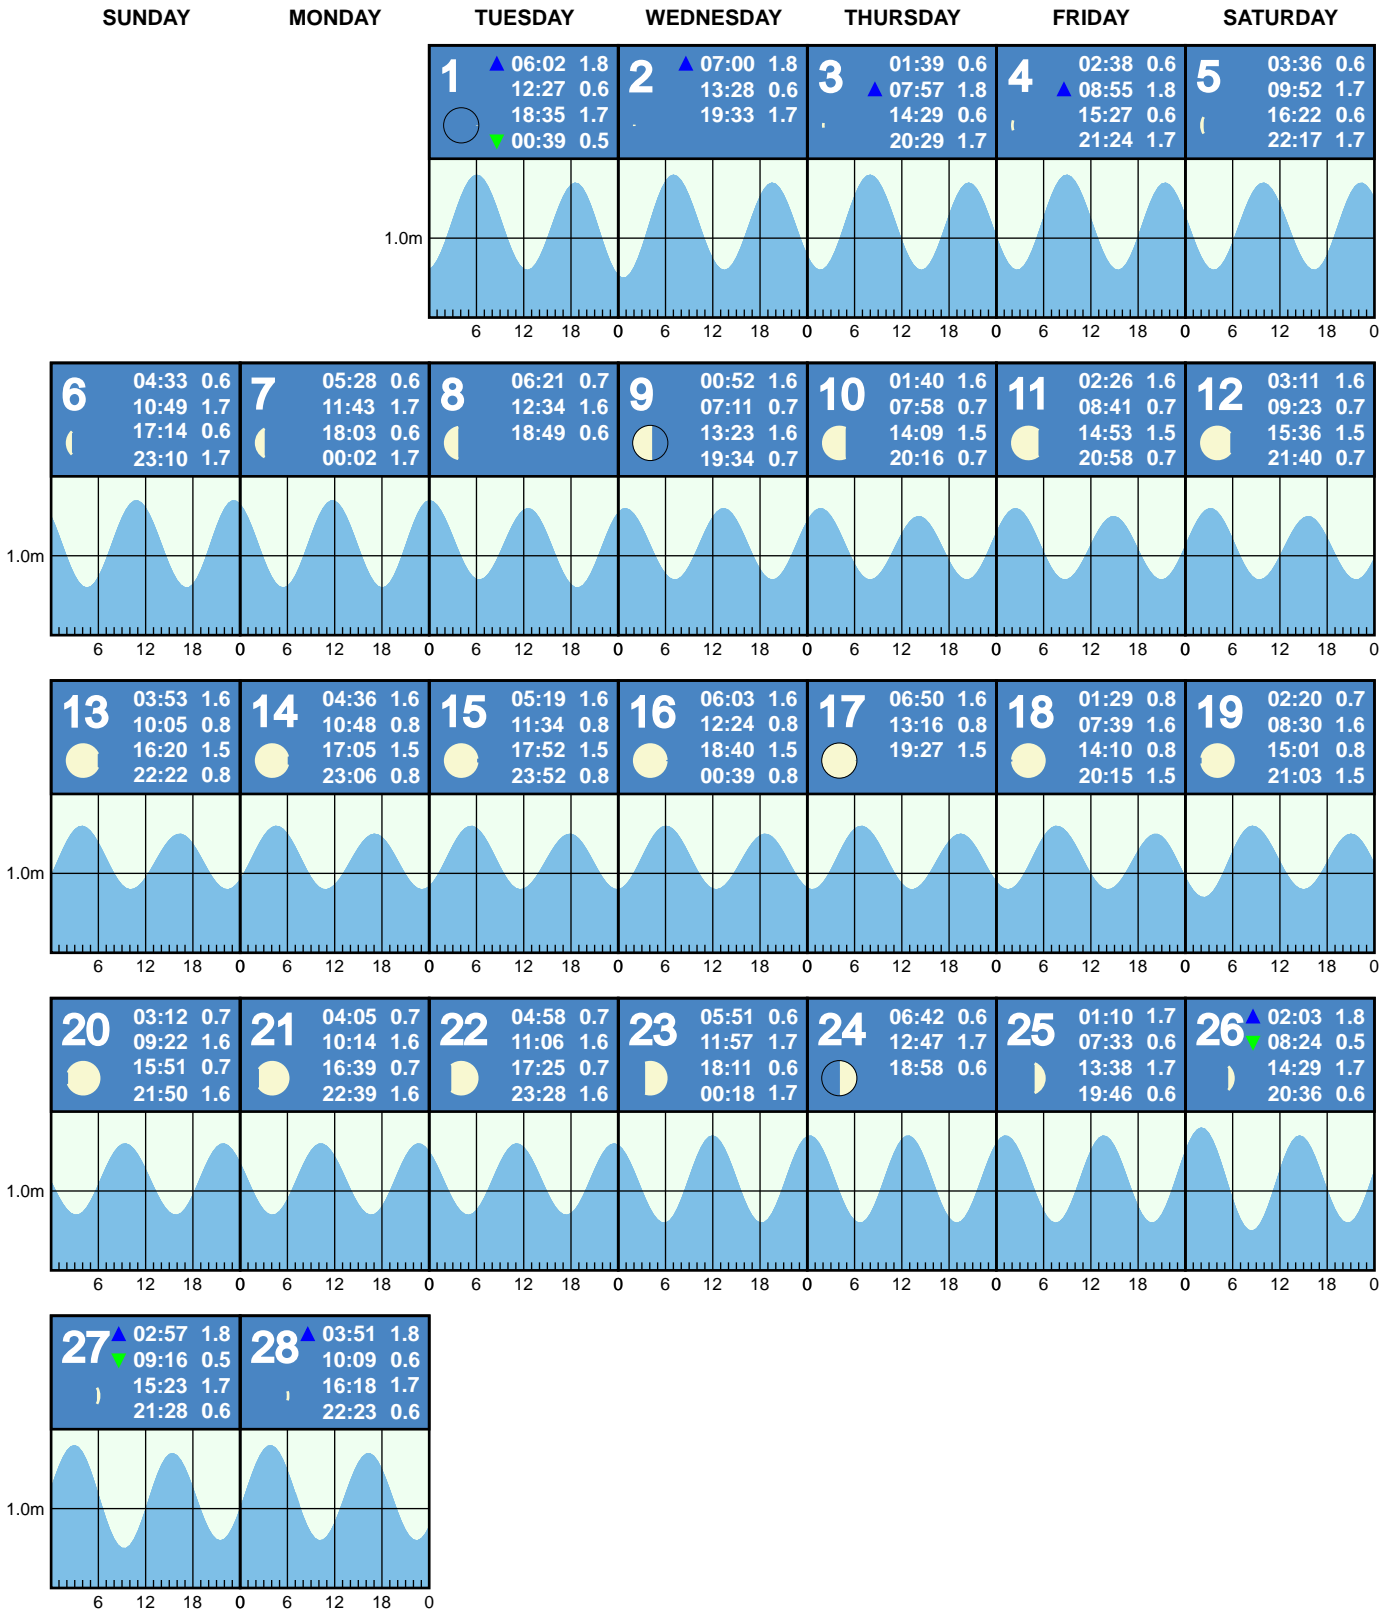 SUNDAY MONDAY TUESDAY WEDNESDAY THURSDAY FRIDAY SATURDAY
1 06:02 1.8
12:27 0.6
18:35 1.7
00:39 0.5
2 07:00 1.8
13:28 0.6
19:33 1.7
3 01:39 0.6
07:57 1.8
14:29 0.6
20:29 1.7
4 02:38 0.6
08:55 1.8
15:27 0.6
21:24 1.7
5 03:36 0.6
09:52 1.7
16:22 0.6
22:17 1.7
1.0m
6 12 18 0 6 12 18 0 6 12 18 0 6 12 18 0 6 12 18 0
6 04:33 0.6
10:49 1.7
17:14 0.6
23:10 1.7
7 05:28 0.6
11:43 1.7
18:03 0.6
00:02 1.7
8 06:21 0.7
12:34 1.6
18:49 0.6
9 00:52 1.6
07:11 0.7
13:23 1.6
19:34 0.7
10 01:40 1.6
07:58 0.7
14:09 1.5
20:16 0.7
11 02:26 1.6
08:41 0.7
14:53 1.5
20:58 0.7
12 03:11 1.6
09:23 0.7
15:36 1.5
21:40 0.7
1.0m
6 12 18 0 6 12 18 0 6 12 18 0 6 12 18 0 6 12 18 0 6 12 18 0 6 12 18 0
13 03:53 1.6
10:05 0.8
16:20 1.5
22:22 0.8
14 04:36 1.6
10:48 0.8
17:05 1.5
23:06 0.8
15 05:19 1.6
11:34 0.8
17:52 1.5
23:52 0.8
16 06:03 1.6
12:24 0.8
18:40 1.5
00:39 0.8
17 06:50 1.6
13:16 0.8
19:27 1.5
18 01:29 0.8
07:39 1.6
14:10 0.8
20:15 1.5
19 02:20 0.7
08:30 1.6
15:01 0.8
21:03 1.5
1.0m
6 12 18 0 6 12 18 0 6 12 18 0 6 12 18 0 6 12 18 0 6 12 18 0 6 12 18 0
20 03:12 0.7
09:22 1.6
15:51 0.7
21:50 1.6
21 04:05 0.7
10:14 1.6
16:39 0.7
22:39 1.6
22 04:58 0.7
11:06 1.6
17:25 0.7
23:28 1.6
23 05:51 0.6
11:57 1.7
18:11 0.6
00:18 1.7
24 06:42 0.6
12:47 1.7
18:58 0.6
25 01:10 1.7
07:33 0.6
13:38 1.7
19:46 0.6
26 02:03 1.8
08:24 0.5
14:29 1.7
20:36 0.6
1.0m
6 12 18 0 6 12 18 0 6 12 18 0 6 12 18 0 6 12 18 0 6 12 18 0 6 12 18 0
27 02:57 1.8
09:16 0.5
15:23 1.7
21:28 0.6
28 03:51 1.8
10:09 0.6
16:18 1.7
22:23 0.6
1.0m
6 12 18 0 6 12 18 0